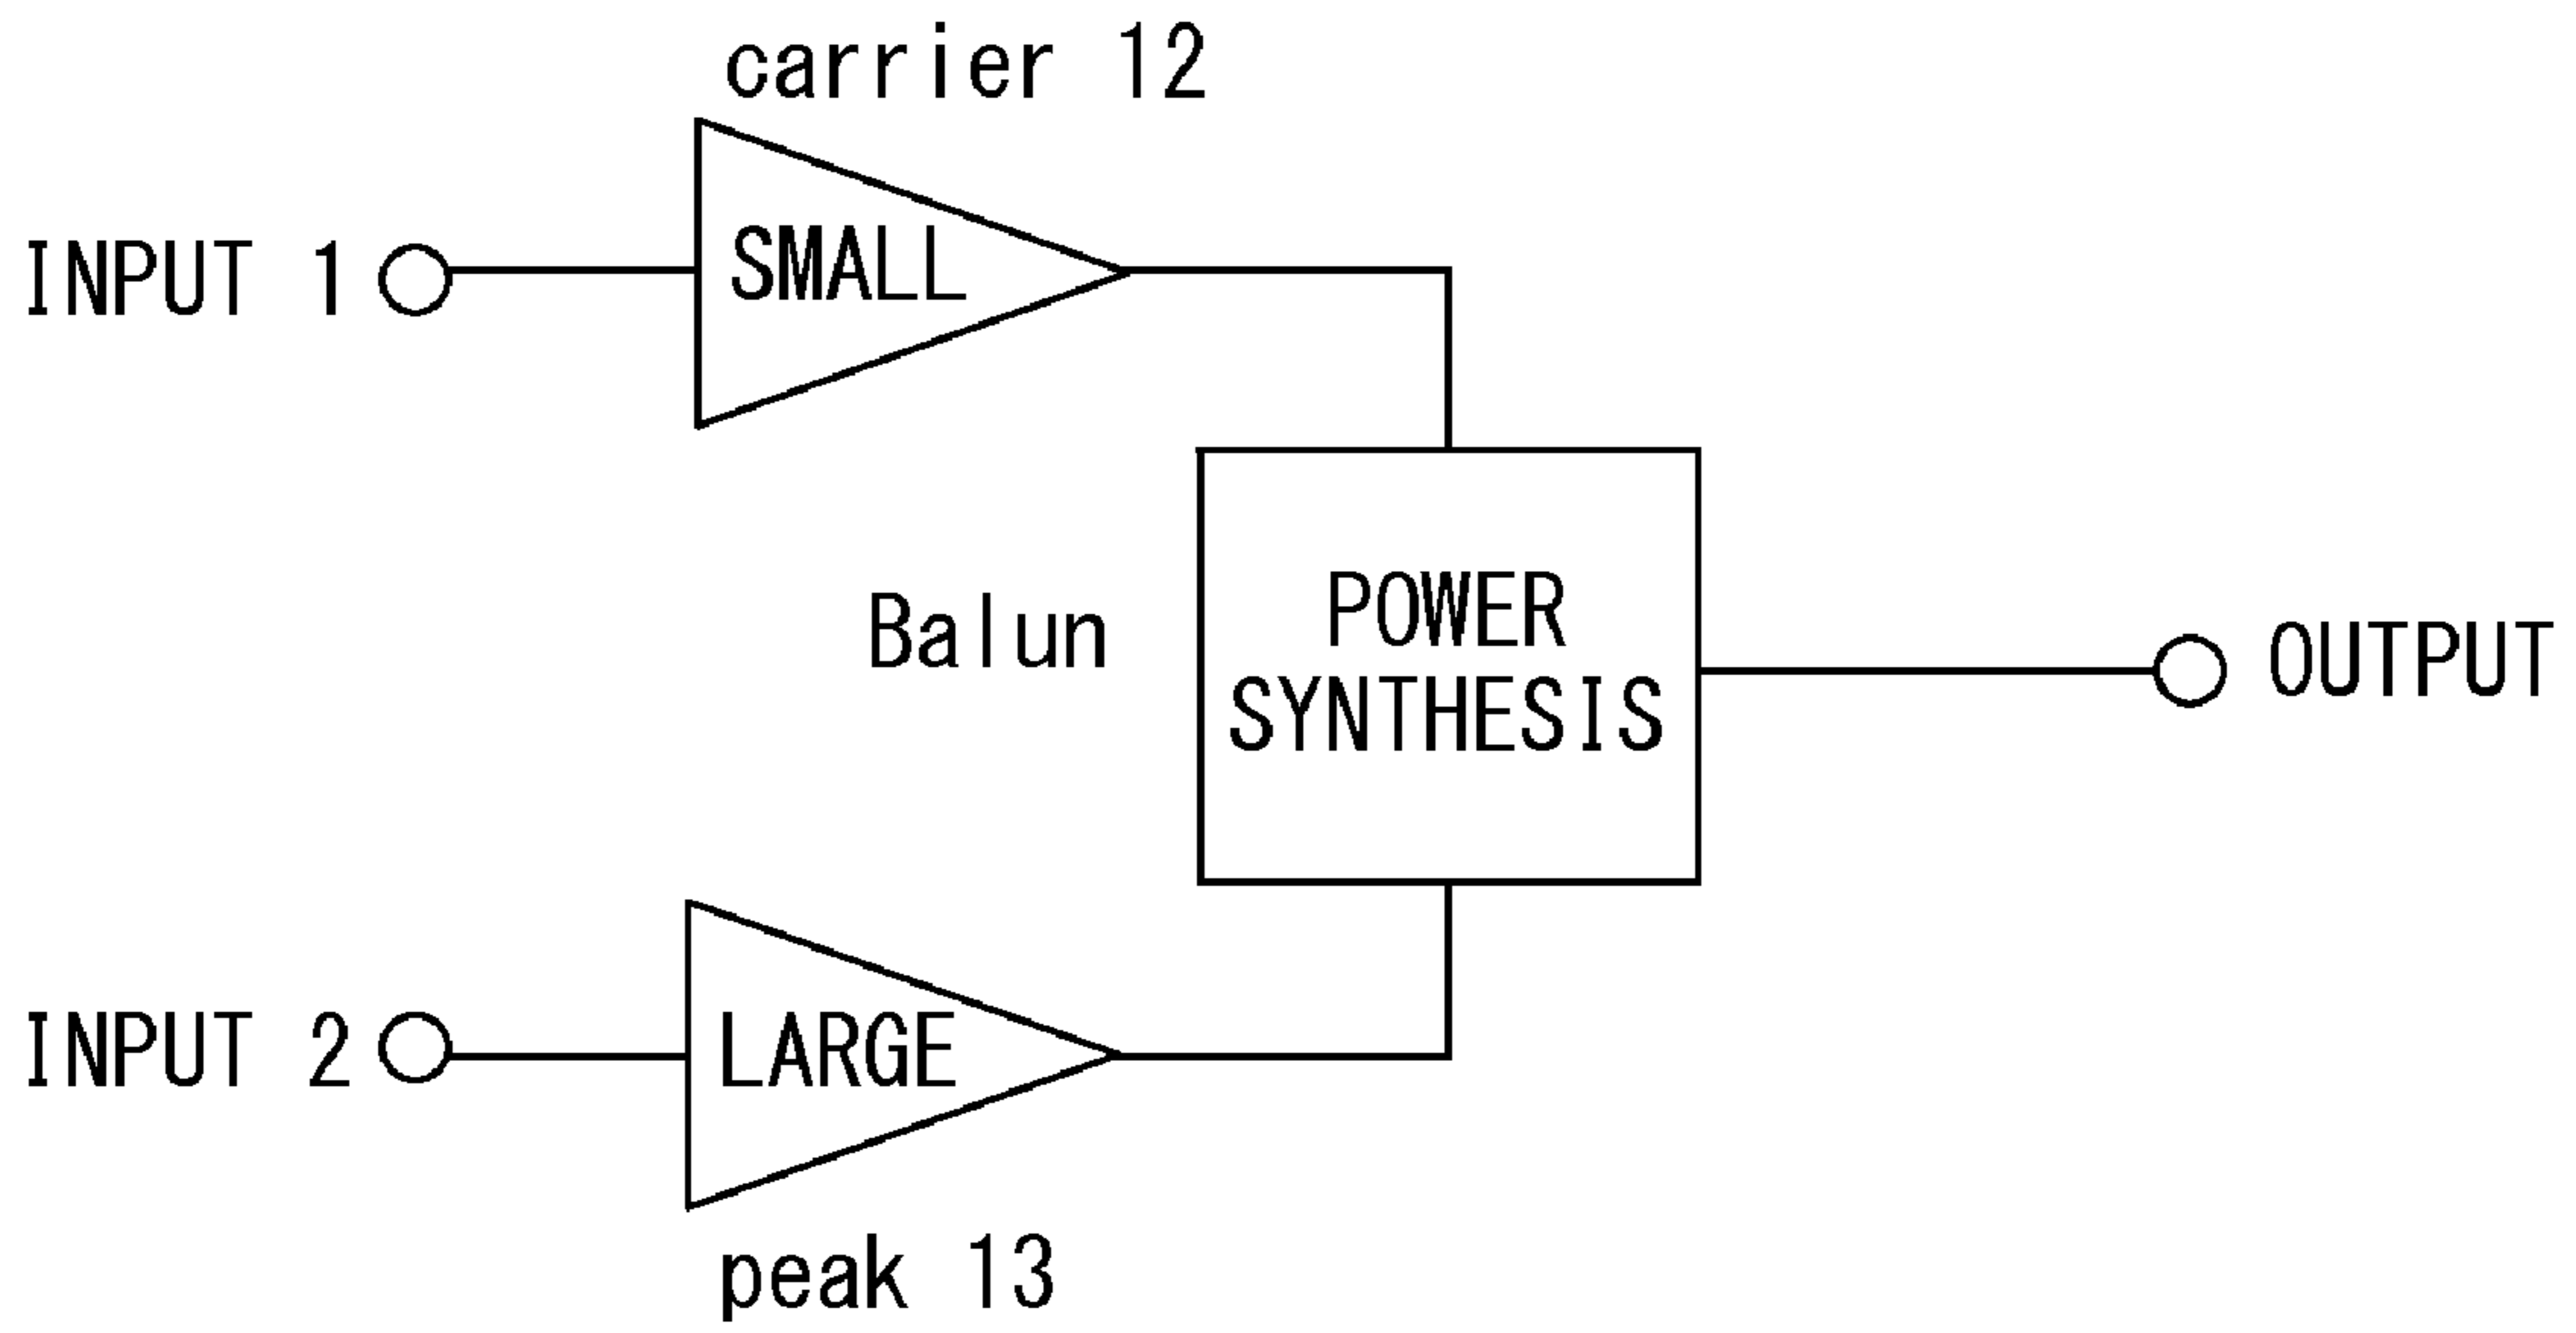 carrier 12
INPUT 1
SMALL
Balun
POWER
SYNTHESIS
OUTPUT
INPUT 2
LARGE
peak 13